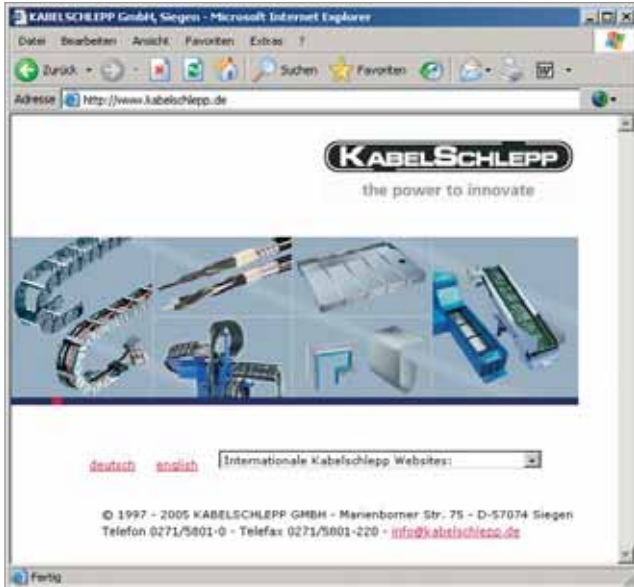 KABELSCHLEPP GmbH, Siegen - Microsoft Internet Explorer
Datei Bearbeiten Ansicht Favoriten Extras ?
Zurück Suchen Favoriten
Adresse http://www.kabelschlepp.de
KABELSCHLEPP
the power to innovate
deutsch english Internationale Kabelschlepp Websites:
© 1997 - 2005 KABELSCHLEPP GMBH - Marienborner Str. 75 - D-57074 Siegen
Telefon 0271/5801-0 - Telefax 0271/5801-220 - info@kabelschlepp.de
Fertig